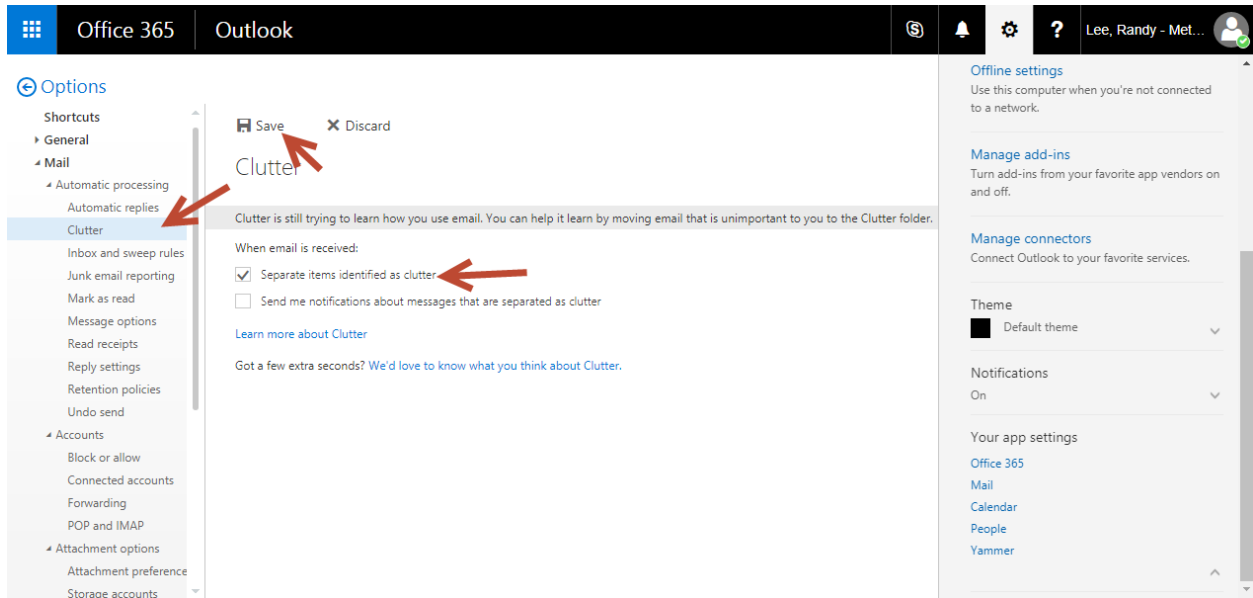 Office 365
Outlook
Lee, Randy - Met...
Options
Shortcuts
General
Mail
Automatic processing
Automatic replies
Clutter
Inbox and sweep rules
Junk email reporting
Mark as read
Message options
Read receipts
Reply settings
Retention policies
Undo send
Accounts
Block or allow
Connected accounts
Forwarding
POP and IMAP
Attachment options
Attachment preference
Storage accounts
Save
Discard
Clutter
Clutter is still trying to learn how you use email. You can help it learn by moving email that is unimportant to you to the Clutter folder.
When email is received:
Separate items identified as clutter
Send me notifications about messages that are separated as clutter
Learn more about Clutter
Got a few extra seconds? We'd love to know what you think about Clutter.
Offline settings
Use this computer when you're not connected
to a network.
Manage add-ins
Turn add-ins from your favorite app vendors on
and off.
Manage connectors
Connect Outlook to your favorite services.
Theme
Default theme
Notifications
On
Your app settings
Office 365
Mail
Calendar
People
Yammer